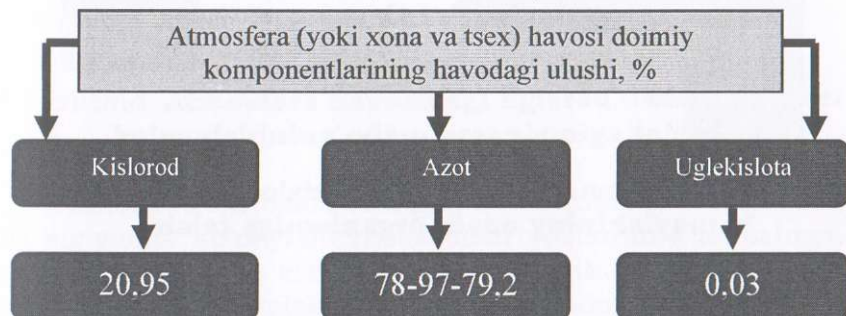 Atmosfera (yoki xona va tsex) havosi doimiy
komponentlarining havodagi ulushi, %
Kislorod
Azot
Uglekislota
20,95
78-97-79,2
0,03